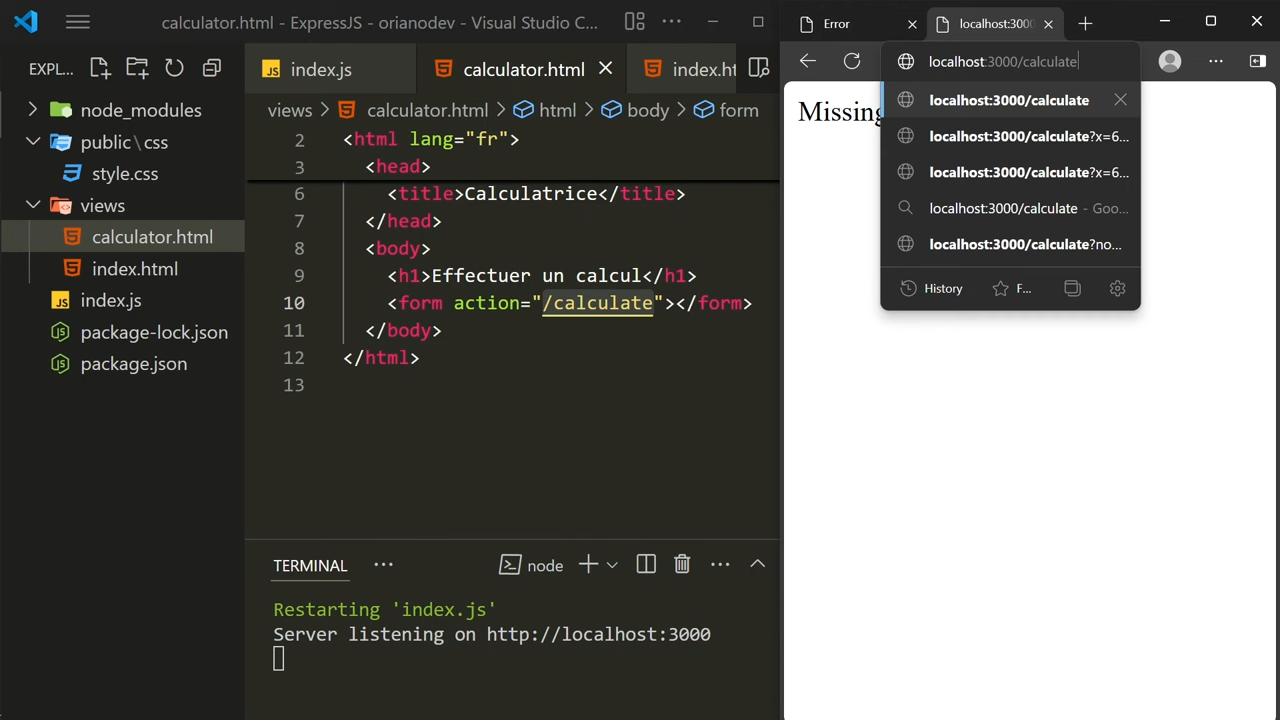 calculator.html - ExpressJS - orianodev - Visual Studio C...
EXPL...
node_modules
public\css
style.css
views
calculator.html
index.html
index.js
package-lock.json
package.json
index.js
calculator.html
index.ht
views > calculator.html > html > body > form
2 <html lang="fr">
3 <head>
6 <title>Calculatrice</title>
7 </head>
8 <body>
9 <h1>Effectuer un calcul</h1>
10 <form action="/calculate"></form>
11 </body>
12 </html>
13
TERMINAL
node
Restarting 'index.js'
Server listening on http://localhost:3000
Error
localhost:300
localhost:3000/calculate
Missing
localhost:3000/calculate
localhost:3000/calculate?x=6...
localhost:3000/calculate?x=6...
localhost:3000/calculate - Goo...
localhost:3000/calculate?no...
History
F...